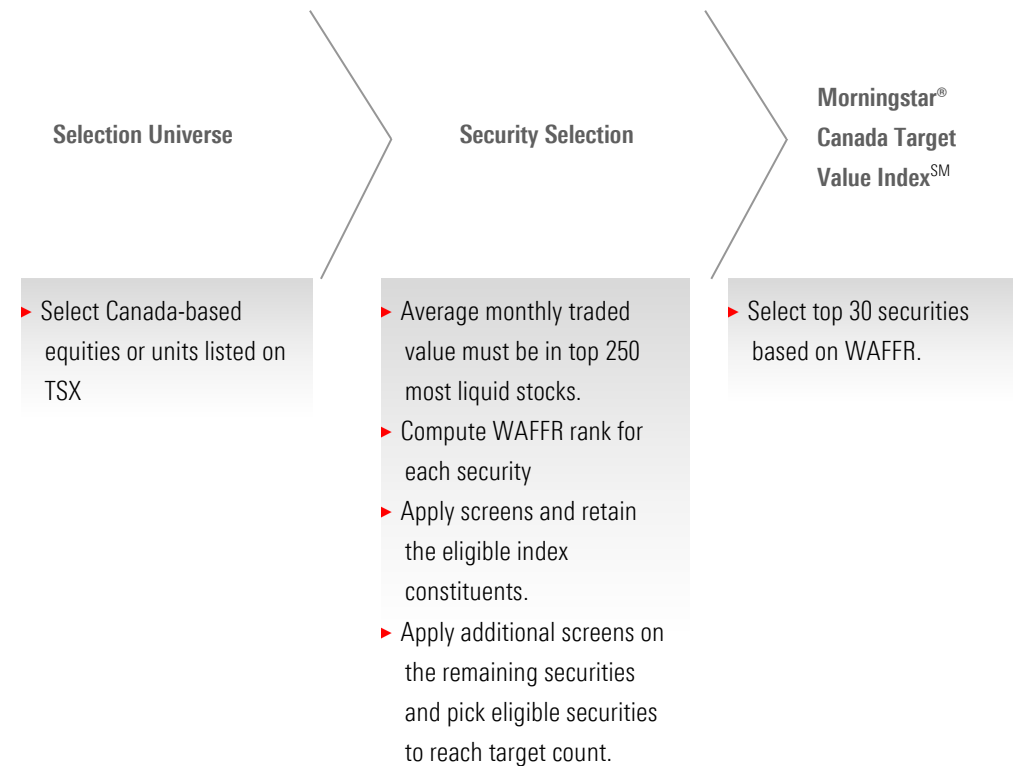 Selection Universe
Security Selection
Morningstar®
Canada Target
Value Index℠
► Select Canada-based
equities or units listed on
TSX
► Average monthly traded
value must be in top 250
most liquid stocks.
► Compute WAFFR rank for
each security
► Apply screens and retain
the eligible index
constituents.
► Apply additional screens on
the remaining securities
and pick eligible securities
to reach target count.
► Select top 30 securities
based on WAFFR.